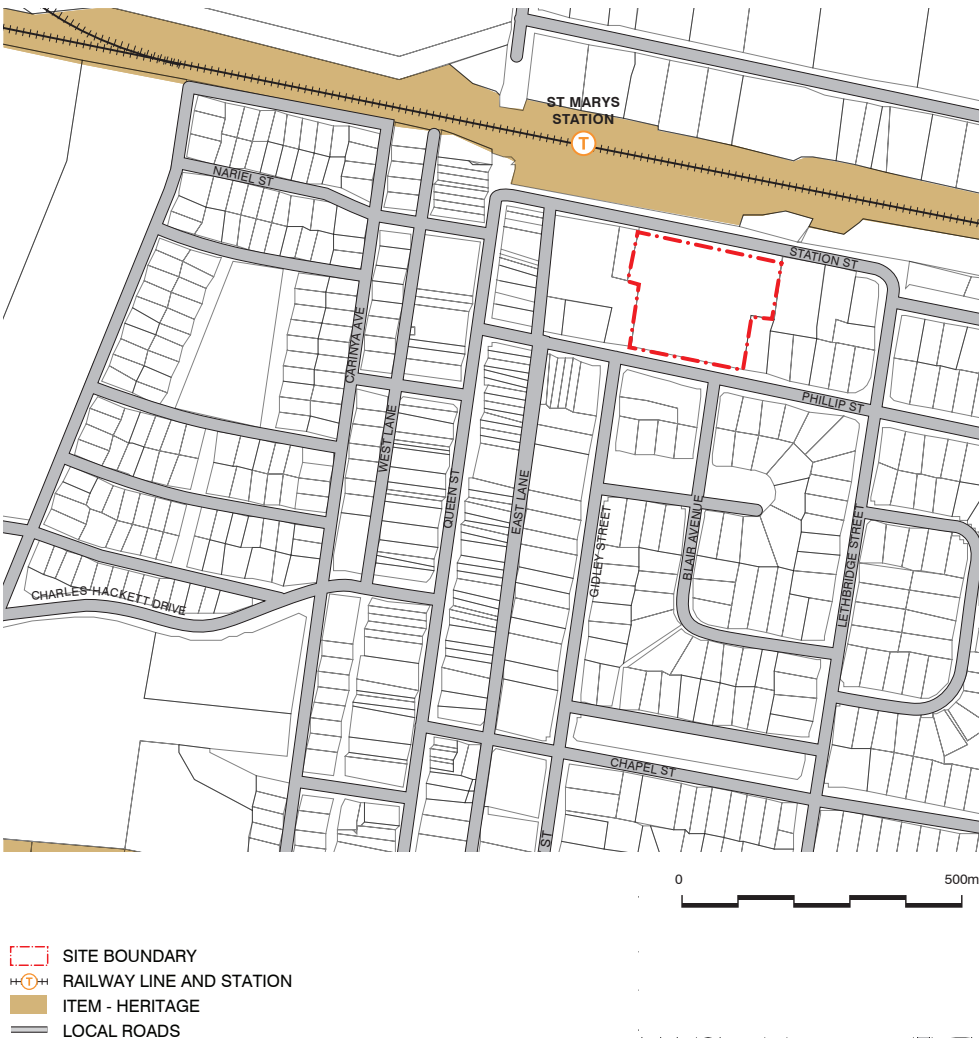 ST MARYS
STATION
T
NARIEL ST
STATION ST
CARINYA AVE
PHILLIP ST
WEST LANE
QUEEN ST
EAST LANE
GIDLEY STREET
BLAIR AVENUE
LETHBRIDGE STREET
CHARLES HACKETT DRIVE
CHAPEL ST
ST
0 500m
SITE BOUNDARY
T RAILWAY LINE AND STATION
ITEM - HERITAGE
LOCAL ROADS